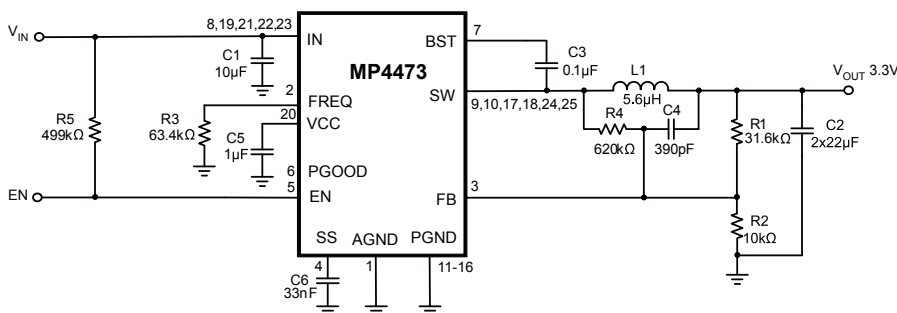 V_IN
8,19,21,22,23
IN
C1
10µF
R5
499kΩ
2
FREQ
R3
63.4kΩ
20
VCC
C5
1µF
6
PGOOD
5
EN
EN
MP4473
BST
7
C3
0.1µF
SW
9,10,17,18,24,25
L1
5.6µH
V_OUT 3.3V
R4
620kΩ
C4
390pF
R1
31.6kΩ
C2
2x22µF
FB
3
R2
10kΩ
SS
AGND
PGND
4
C6
33nF
1
11-16